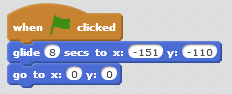 when clicked
glide 8 secs to x: -151 y: -110
go to x: 0 y: 0